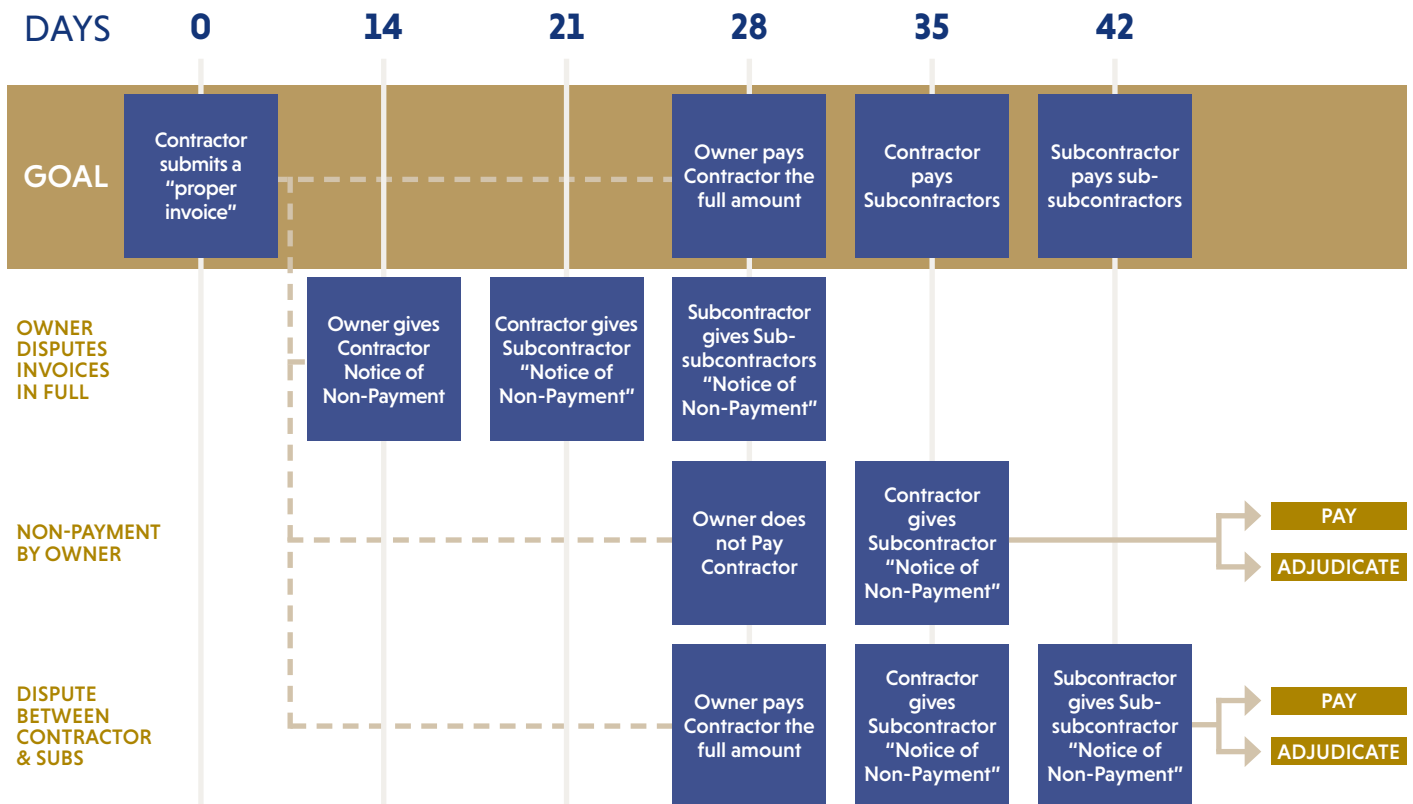 DAYS 0 14 21 28 35 42
GOAL
Contractor
submits a
“proper
invoice”
Owner pays
Contractor the
full amount
Contractor
pays
Subcontractors
Subcontractor
pays sub-
subcontractors
OWNER
DISPUTES
INVOICES
IN FULL
Owner gives
Contractor
Notice of
Non-Payment
Contractor gives
Subcontractor
“Notice of
Non-Payment”
Subcontractor
gives Sub-
subcontractors
“Notice of
Non-Payment”
NON-PAYMENT
BY OWNER
Owner does
not Pay
Contractor
Contractor
gives
Subcontractor
“Notice of
Non-Payment”
PAY
ADJUDICATE
DISPUTE
BETWEEN
CONTRACTOR
& SUBS
Owner pays
Contractor the
full amount
Contractor
gives
Subcontractor
“Notice of
Non-Payment”
Subcontractor
gives Sub-
subcontractor
“Notice of
Non-Payment”
PAY
ADJUDICATE